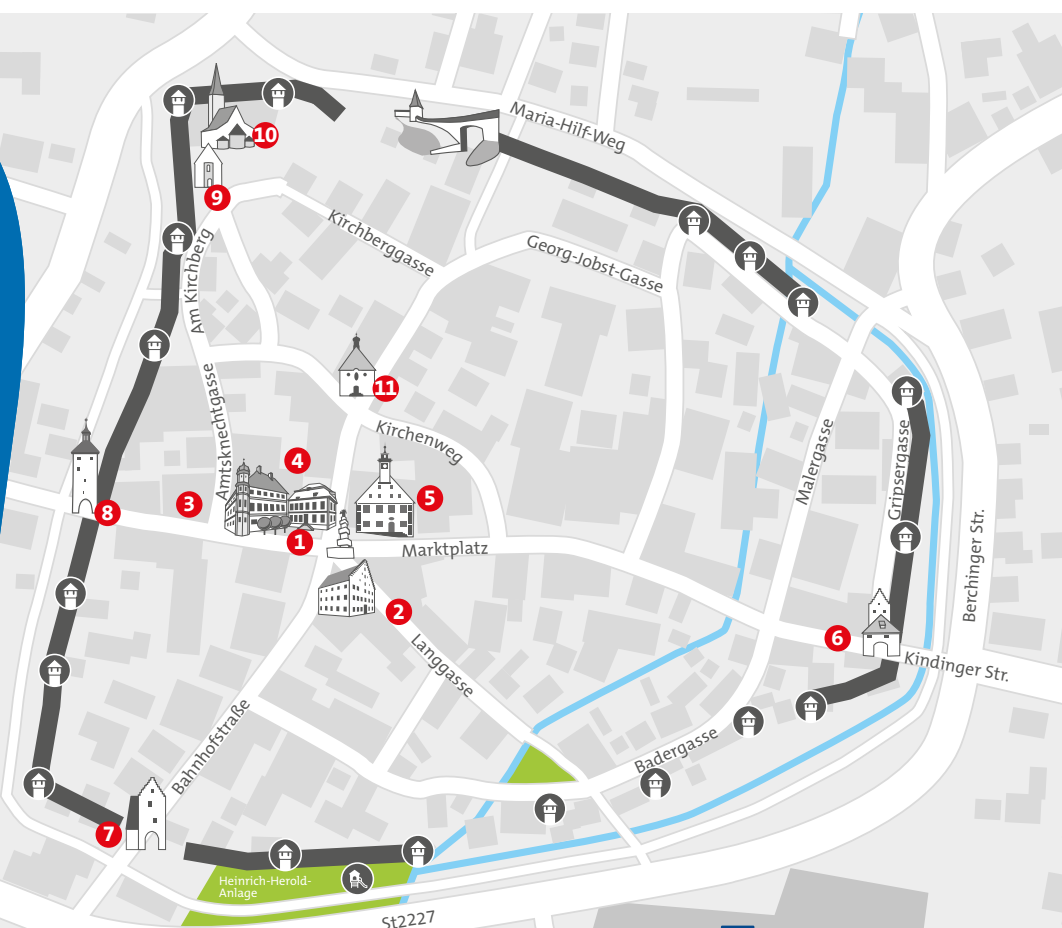 Maria-Hilf-Weg
10
9
Kirchberggasse
Georg-Jobst-Gasse
Am Kirchberg
11
Amtsknechtgasse
Kirchenweg
Malergasse
Gripsergasse
4
3
5
8
1
Marktplatz
Berchinger Str.
2
6
Langgasse
Kindinger Str.
Bahnhofstraße
Badergasse
7
Heinrich-Herold-
Anlage
St2227